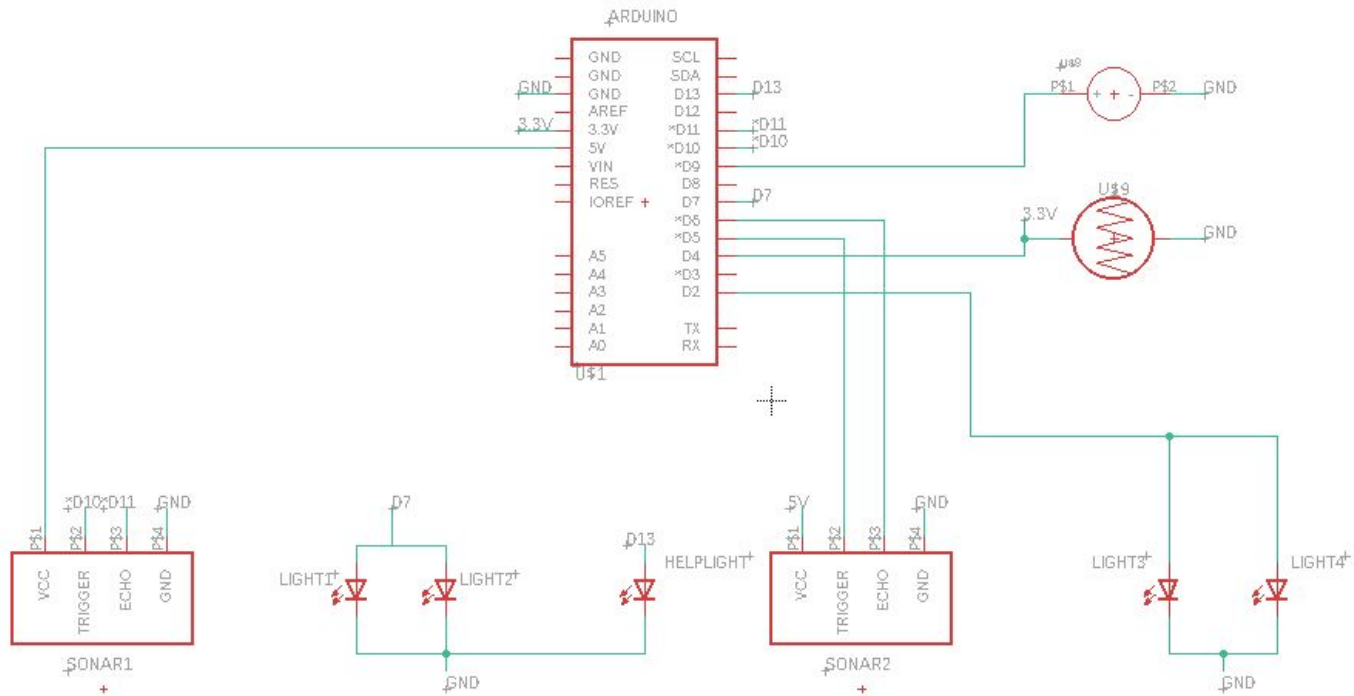 ARDUINO
GND
GND
GND
AREF
3.3V
5V
VIN
RES
IOREF
A5
A4
A3
A2
A1
A0
SCL
SDA
D13
D12
*D11
*D10
*D9
D8
D7
*D6
*D5
D4
*D3
D2
TX
RX
U$1
GND
3.3V
D13
*D11
*D10
D7
U$8
P$1
P$2
GND
U$9
3.3V
GND
*D10
*D11
GND
P$1
P$2
P$3
P$4
VCC
TRIGGER
ECHO
GND
SONAR1
D7
LIGHT1
LIGHT2
GND
D13
HELPLIGHT
5V
GND
P$1
P$2
P$3
P$4
VCC
TRIGGER
ECHO
GND
SONAR2
LIGHT3
LIGHT4
GND